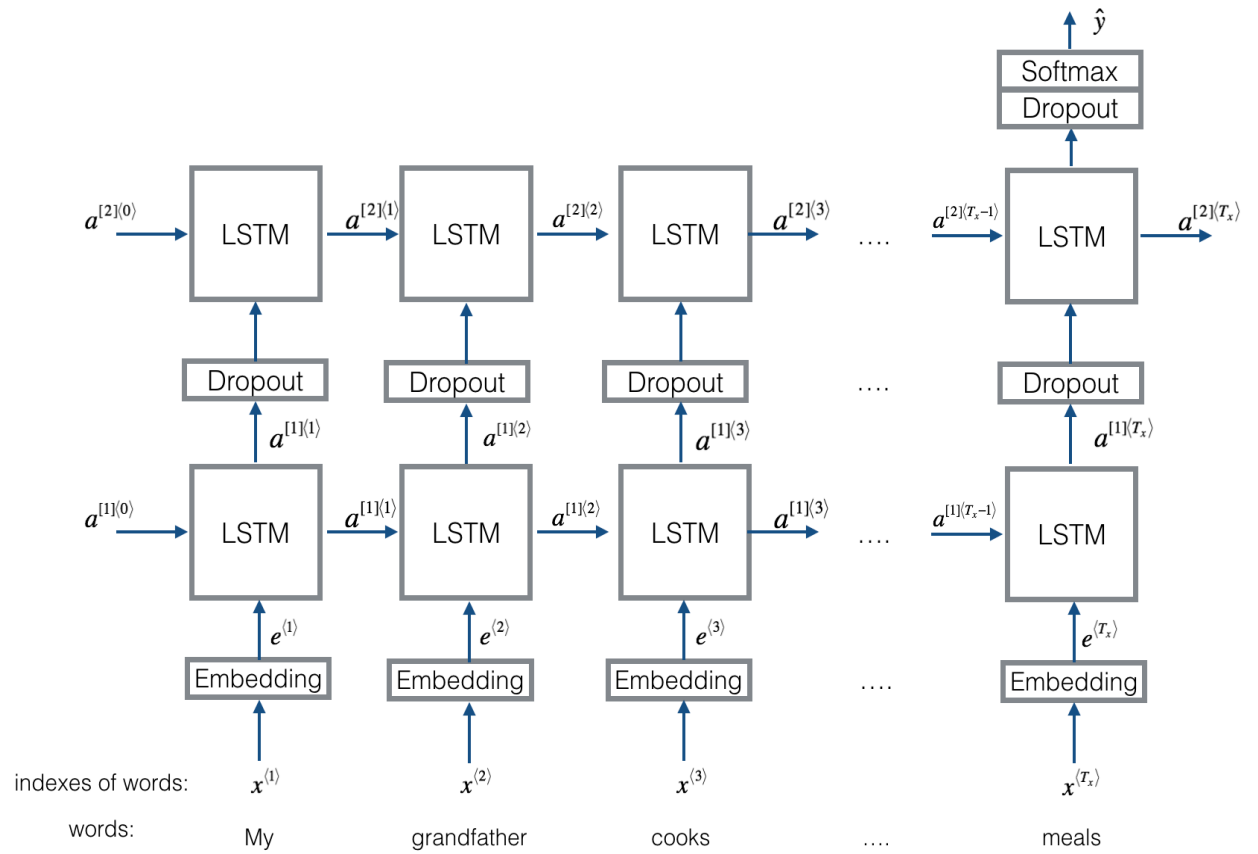 ŷ
Softmax
Dropout
a^{[2]⟨0⟩} LSTM a^{[2]⟨1⟩} LSTM a^{[2]⟨2⟩} LSTM a^{[2]⟨3⟩} .... a^{[2]⟨T_x−1⟩} LSTM a^{[2]⟨T_x⟩}
Dropout Dropout Dropout .... Dropout
a^{[1]⟨1⟩} a^{[1]⟨2⟩} a^{[1]⟨3⟩} a^{[1]⟨T_x⟩}
a^{[1]⟨0⟩} LSTM a^{[1]⟨1⟩} LSTM a^{[1]⟨2⟩} LSTM a^{[1]⟨3⟩} .... a^{[1]⟨T_x−1⟩} LSTM
e^{⟨1⟩} e^{⟨2⟩} e^{⟨3⟩} e^{⟨T_x⟩}
Embedding Embedding Embedding .... Embedding
indexes of words: x^{⟨1⟩} x^{⟨2⟩} x^{⟨3⟩} x^{⟨T_x⟩}
words: My grandfather cooks .... meals